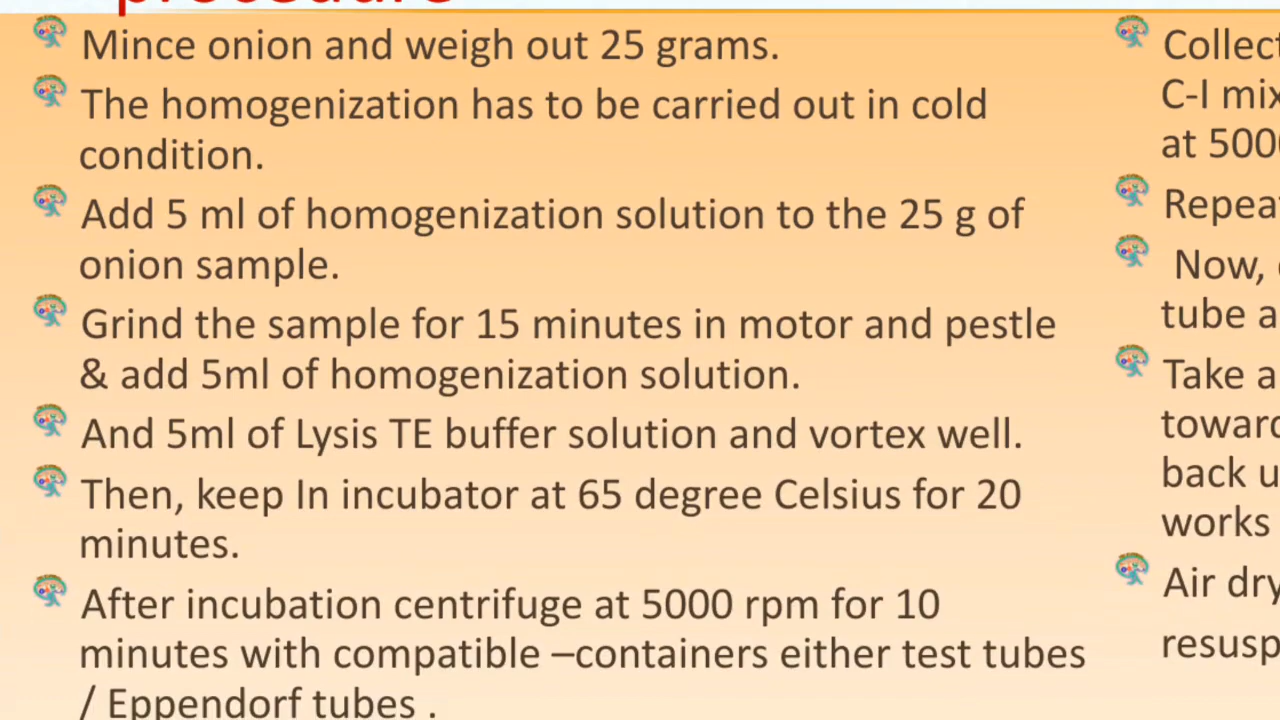 procedure
Mince onion and weigh out 25 grams.
The homogenization has to be carried out in cold
condition.
Add 5 ml of homogenization solution to the 25 g of
onion sample.
Grind the sample for 15 minutes in motor and pestle
& add 5ml of homogenization solution.
And 5ml of Lysis TE buffer solution and vortex well.
Then, keep In incubator at 65 degree Celsius for 20
minutes.
After incubation centrifuge at 5000 rpm for 10
minutes with compatible –containers either test tubes
/ Eppendorf tubes .
Collect
C-I
at
Now,
tube
Take a
back
works
Air dry